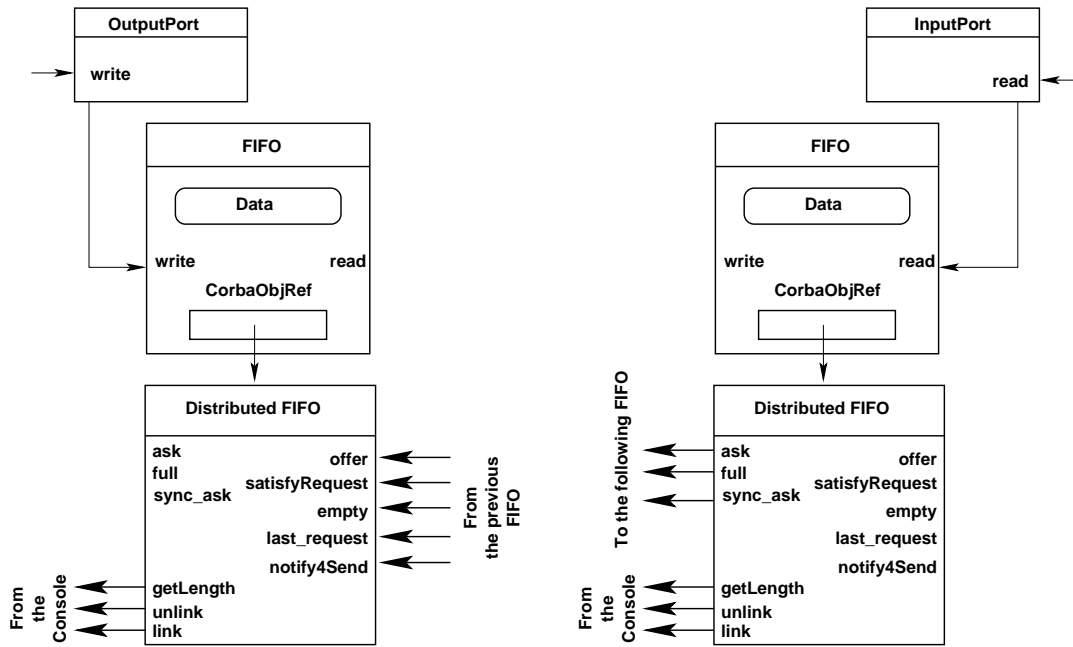 OutputPort
write
FIFO
Data
write
read
CorbaObjRef
Distributed FIFO
ask
full
sync_ask
offer
satisfyRequest
empty
last_request
notify4Send
getLength
unlink
link
From
the previous
FIFO
From
the
Console
InputPort
read
FIFO
Data
write
read
CorbaObjRef
Distributed FIFO
ask
full
sync_ask
offer
satisfyRequest
empty
last_request
notify4Send
getLength
unlink
link
To the following FIFO
From
the
Console